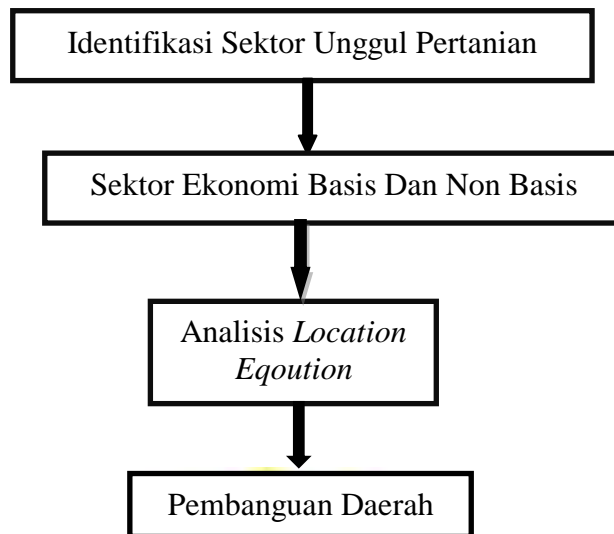 Identifikasi Sektor Unggul Pertanian
Sektor Ekonomi Basis Dan Non Basis
Analisis Location
Eqoution
Pembanguan Daerah